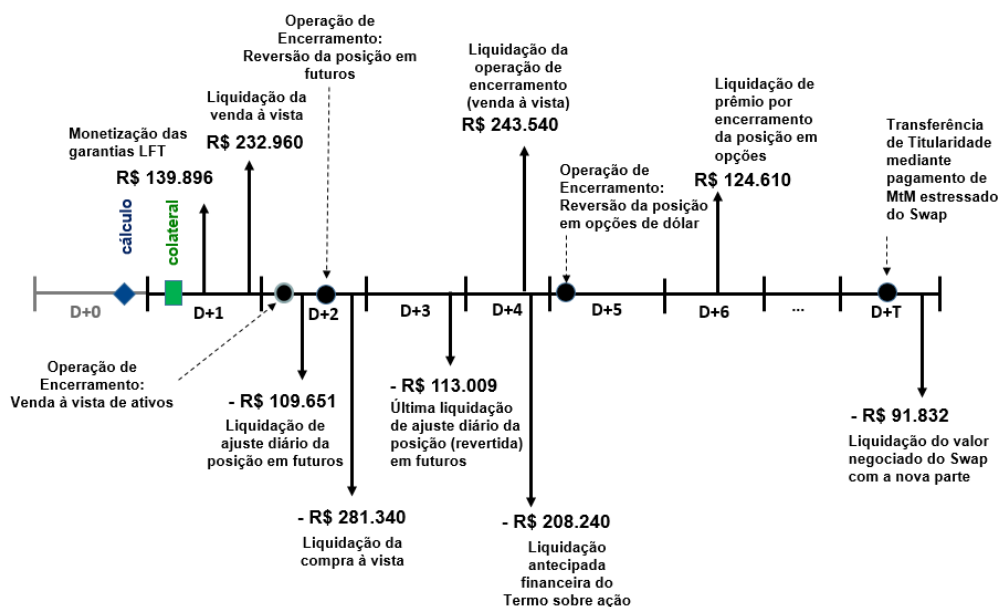 Operação de
Encerramento:
Reversão da posição em
futuros
Liquidação da
venda à vista
R$ 232.960
Monetização das
garantias LFT
R$ 139.896
cálculo
colateral
Liquidação da
operação de
encerramento
(venda à vista)
R$ 243.540
Operação de
Encerramento:
Reversão da posição
em opções de dólar
Liquidação de
prêmio por
encerramento
da posição em
opções
R$ 124.610
Transferência
de Titularidade
mediante
pagamento de
MtM estressado
do Swap
D+0
D+1
D+2
D+3
D+4
D+5
D+6
...
D+T
Operação de
Encerramento:
Venda à vista de ativos
- R$ 109.651
Liquidação de
ajuste diário da
posição em futuros
- R$ 281.340
Liquidação da
compra à vista
- R$ 113.009
Última liquidação
de ajuste diário da
posição (revertida)
em futuros
- R$ 208.240
Liquidação
antecipada
financeira do
Termo sobre ação
- R$ 91.832
Liquidação do valor
negociado do Swap
com a nova parte